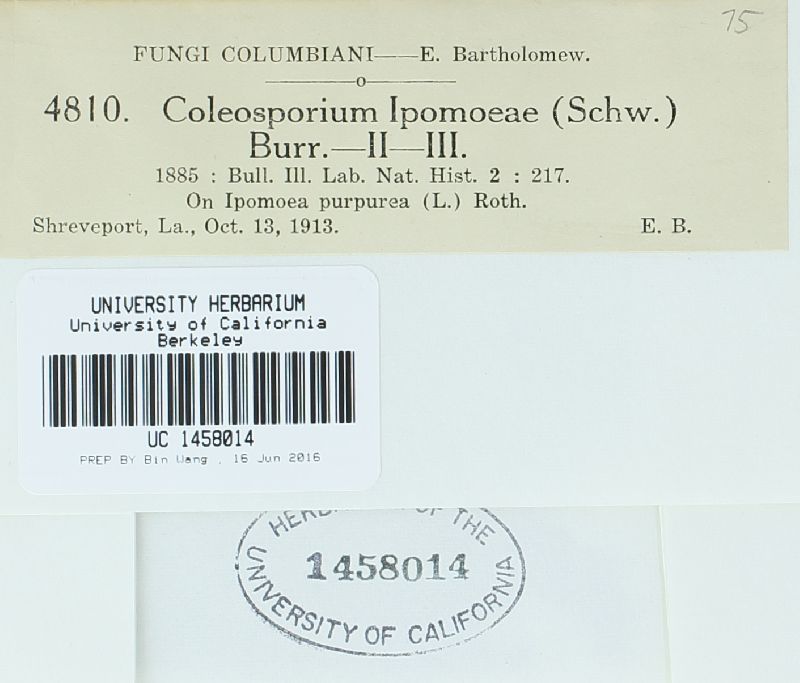 75
FUNGI COLUMBIANI——E. Bartholomew.
o
4810. Coleosporium Ipomoeae (Schw.)
Burr.—II—III.
1885 : Bull. Ill. Lab. Nat. Hist. 2 : 217.
On Ipomoea purpurea (L.) Roth.
Shreveport, La., Oct. 13, 1913. E. B.
UNIVERSITY HERBARIUM
University of California
Berkeley
UC 1458014
PREP BY Bin Wang , 16 Jun 2016
OF THE
1458014
UNIVERSITY OF CALIFORNIA